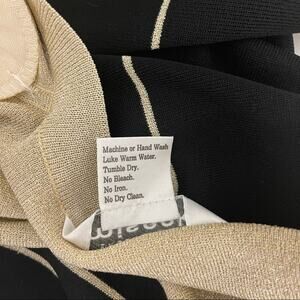 Machine or Hand Wash
Luke Warm Water.
Tumble Dry.
No Bleach.
No Iron.
No Dry Clean.